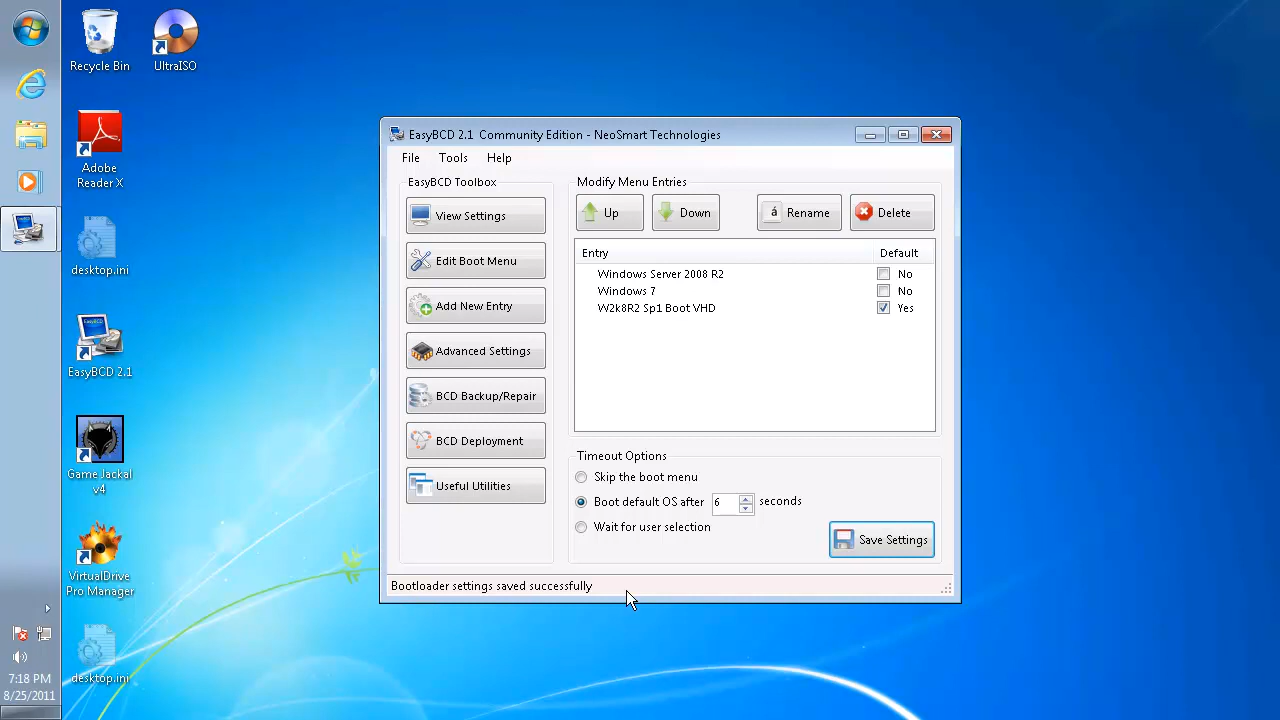 Recycle Bin
UltraISO
Adobe
Reader X
desktop.ini
EasyBCD 2.1
Game Jackal
v4
VirtualDrive
Pro Manager
desktop.ini
7:18 PM
8/25/2011
EasyBCD 2.1 Community Edition - NeoSmart Technologies
File Tools Help
EasyBCD Toolbox
View Settings
Edit Boot Menu
Add New Entry
Advanced Settings
BCD Backup/Repair
BCD Deployment
Useful Utilities
Modify Menu Entries
Up Down á Rename Delete
Entry Default
Windows Server 2008 R2 No
Windows 7 No
W2k8R2 Sp1 Boot VHD Yes
Timeout Options
Skip the boot menu
Boot default OS after 6 seconds
Wait for user selection
Save Settings
Bootloader settings saved successfully